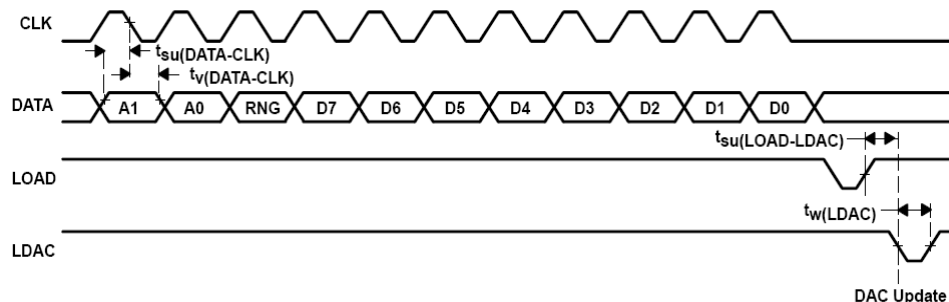 CLK
tsu(DATA-CLK)
tv(DATA-CLK)
DATA A1 A0 RNG D7 D6 D5 D4 D3 D2 D1 D0
tsu(LOAD-LDAC)
LOAD
tw(LDAC)
LDAC
DAC Update